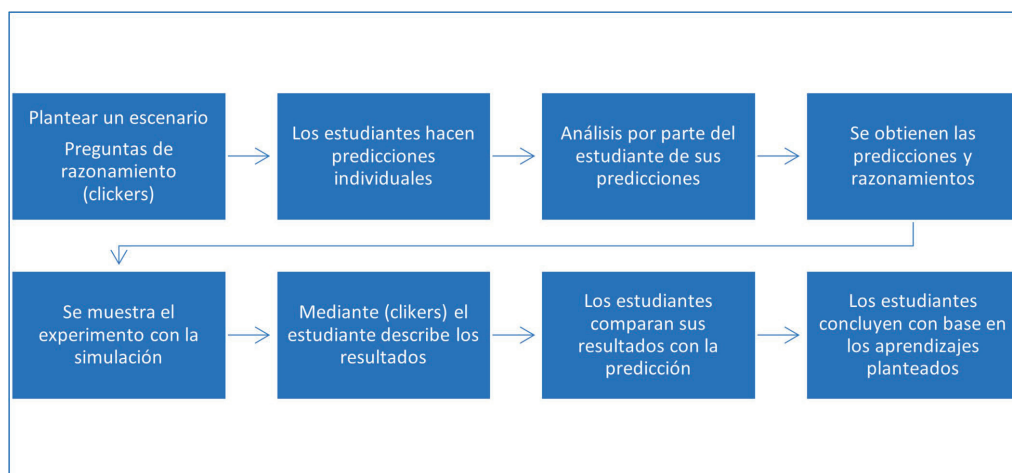 Plantear un escenario
Preguntas de
razonamiento
(clickers)
Los estudiantes hacen
predicciones
individuales
Análisis por parte del
estudiante de sus
predicciones
Se obtienen las
predicciones y
razonamientos
Se muestra el
experimento con la
simulación
Mediante (clikers) el
estudiante describe los
resultados
Los estudiantes
comparan sus
resultados con la
predicción
Los estudiantes
concluyen con base en
los aprendizajes
planteados